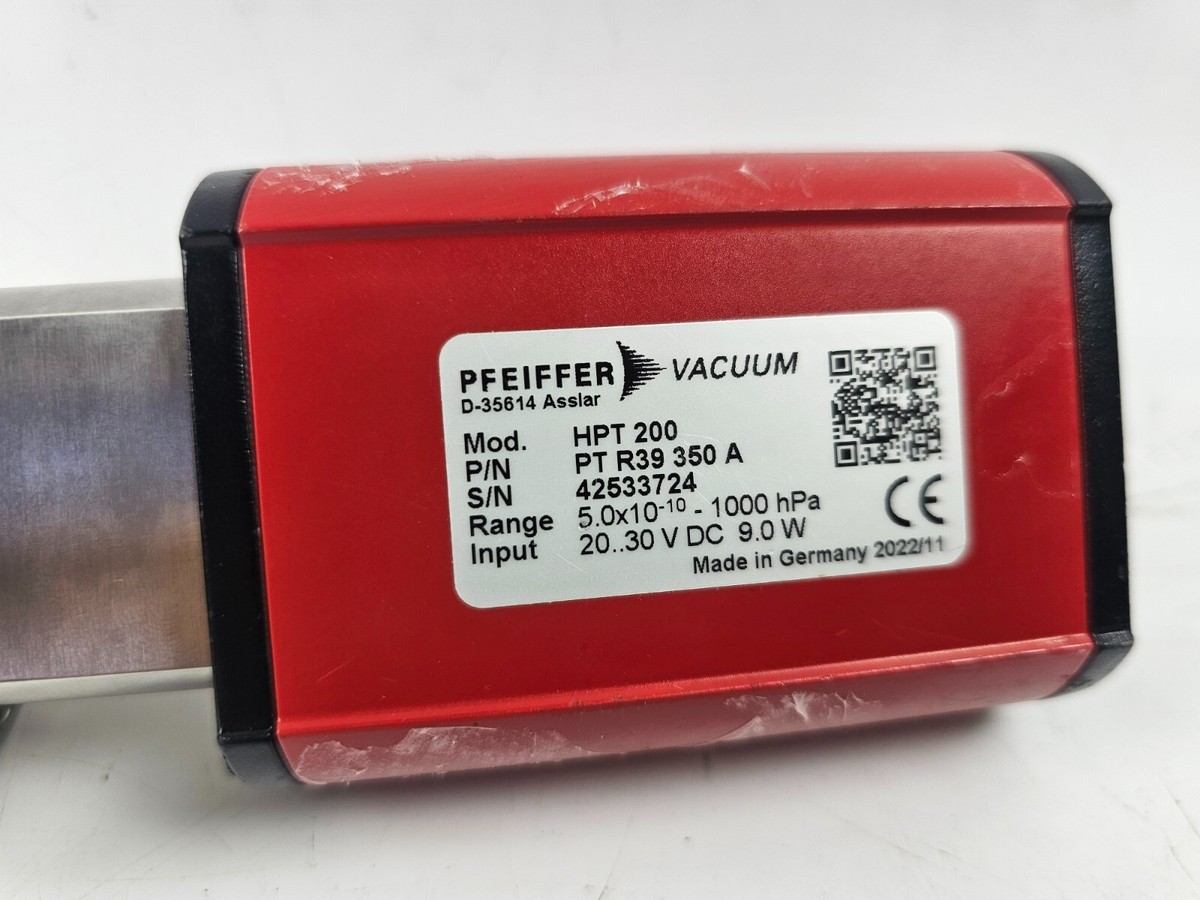 PFEIFFER VACUUM
D-35614 Asslar
Mod. HPT 200
P/N PT R39 350 A
S/N 42533724
Range 5.0x10⁻¹⁰ - 1000 hPa
Input 20..30 V DC 9.0 W
CE
Made in Germany 2022/11